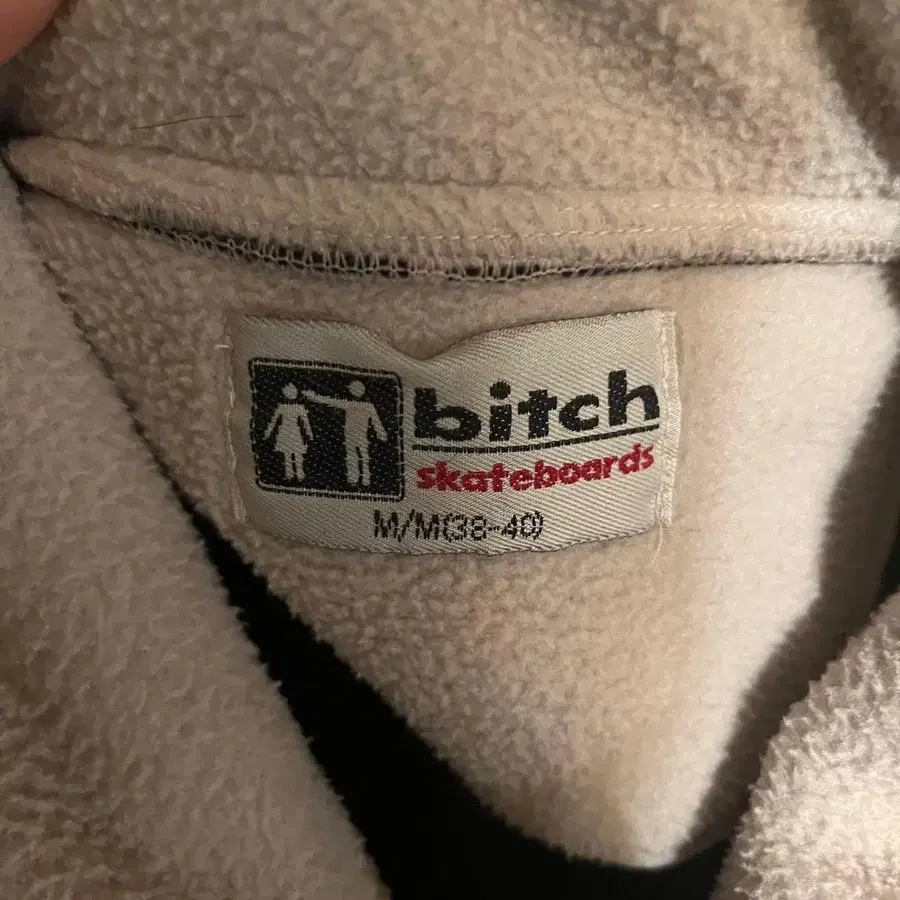 bitch
skateboards
M/M(38-40)